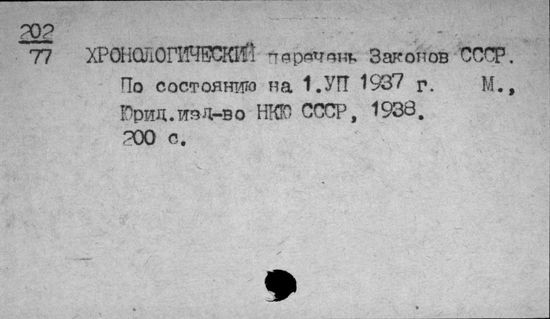 202
77
ХРОНОЛОГИЧЕСКИЙ перечень Законов СССР.
По состоянию на 1.УП 1937 г. М.,
Юрид.изд-во НКЮ СССР, 1938.
200 с.